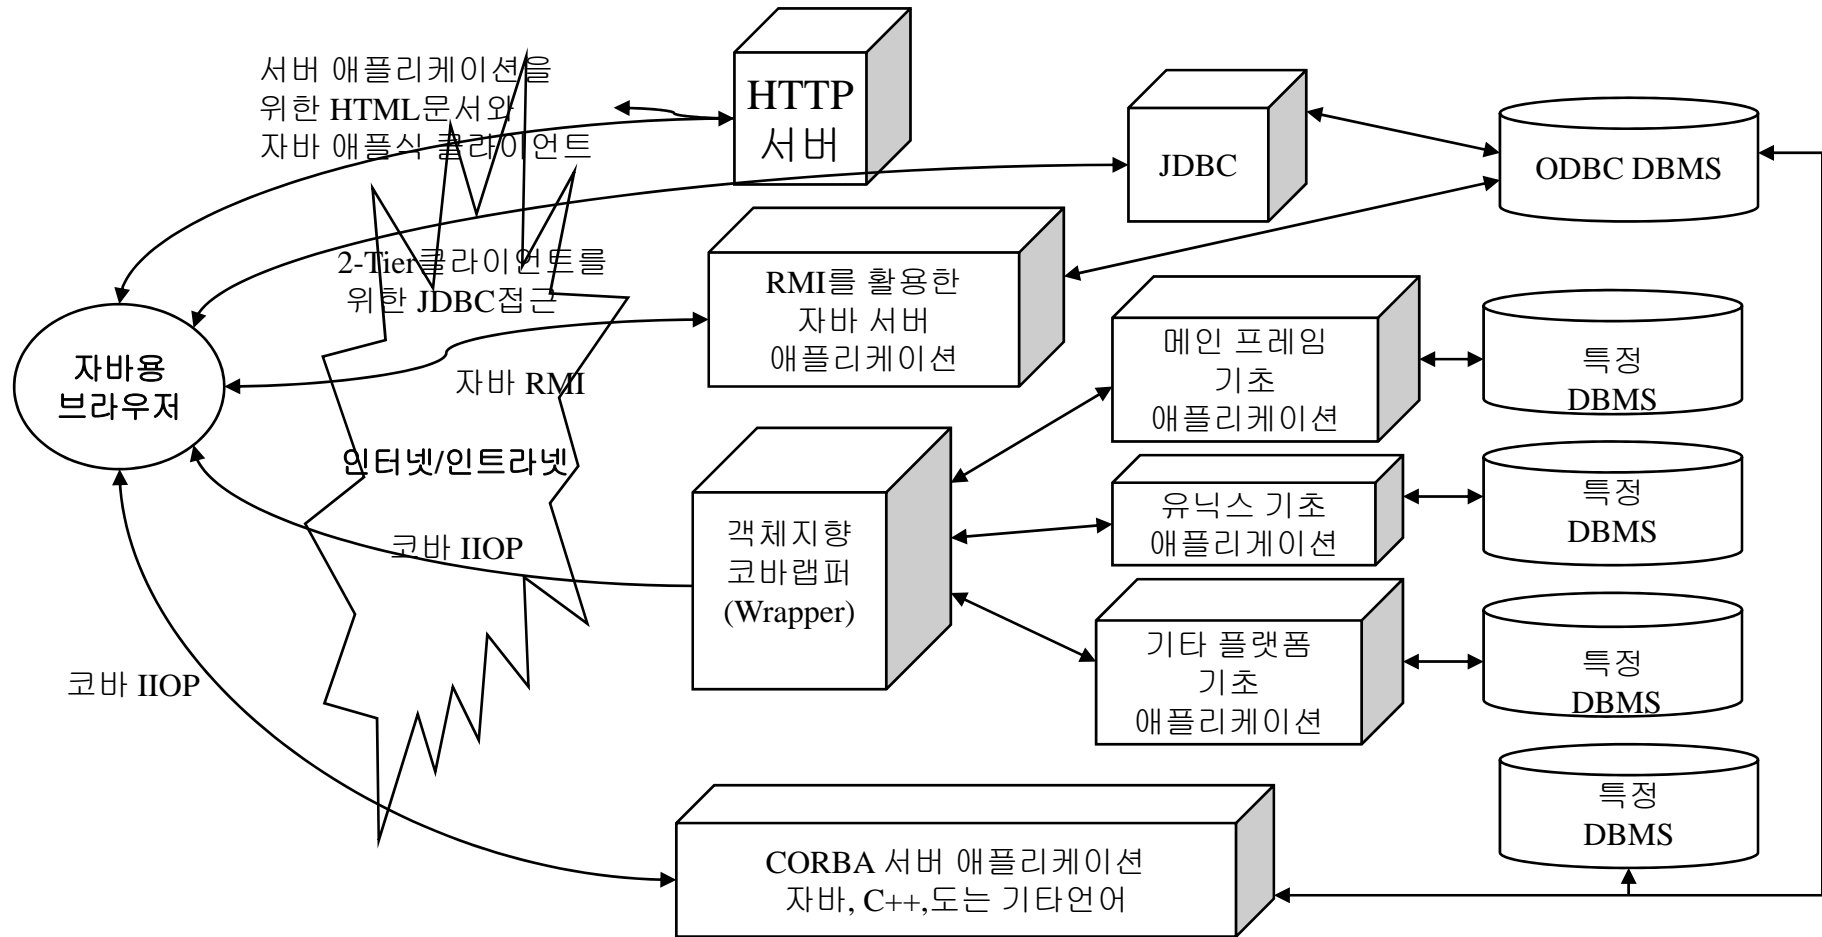 서버 애플리케이션을
위한 HTML문서와
자바 애플식 클라이언트
HTTP
서버
JDBC
ODBC DBMS
2-Tier클라이언트를
위한 JDBC접근
RMI를 활용한
자바 서버
애플리케이션
메인 프레임
기초
애플리케이션
특정
DBMS
자바용
브라우저
자바 RMI
인터넷/인트라넷
유닉스 기초
애플리게이션
특정
DBMS
코바 IIOP
객체지향
코바랩퍼
(Wrapper)
기타 플랫폼
기초
애플리케이션
특정
DBMS
코바 IIOP
특정
DBMS
CORBA 서버 애플리케이션
자바, C++,도는 기타언어